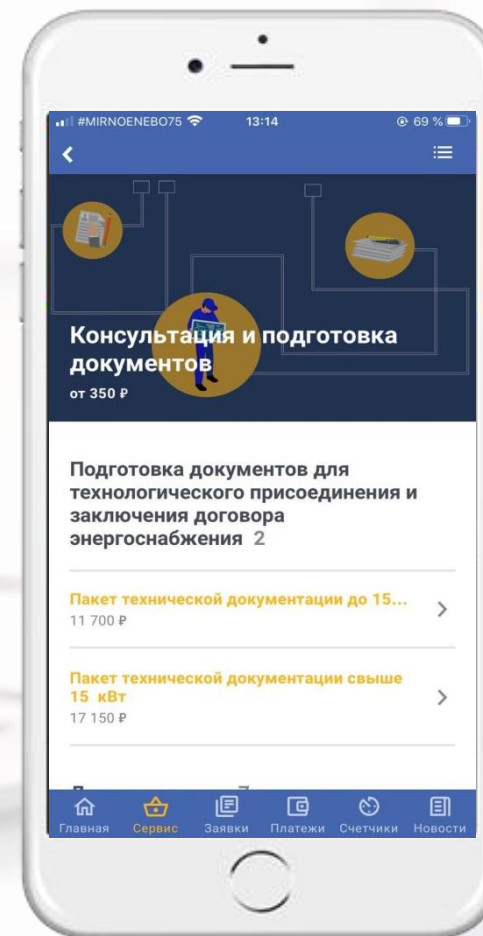 #MIRNOENEBO75
13:14
69 %
Консультация и подготовка
документов
от 350 ₽
Подготовка документов для
технологического присоединения и
заключения договора
энергоснабжения 2
Пакет технической документации до 15...
11 700 ₽
Пакет технической документации свыше
15 кВт
17 150 ₽
7
Главная
Сервис
Заявки
Платежи
Счетчики
Новости